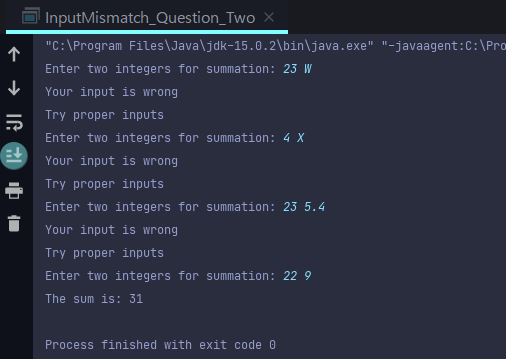 InputMismatch_Question_Two
"C:\Program Files\Java\jdk-15.0.2\bin\java.exe" "-javaagent:C:\Pro
Enter two integers for summation: 23 W
Your input is wrong
Try proper inputs
Enter two integers for summation: 4 X
Your input is wrong
Try proper inputs
Enter two integers for summation: 23 5.4
Your input is wrong
Try proper inputs
Enter two integers for summation: 22 9
The sum is: 31
Process finished with exit code 0